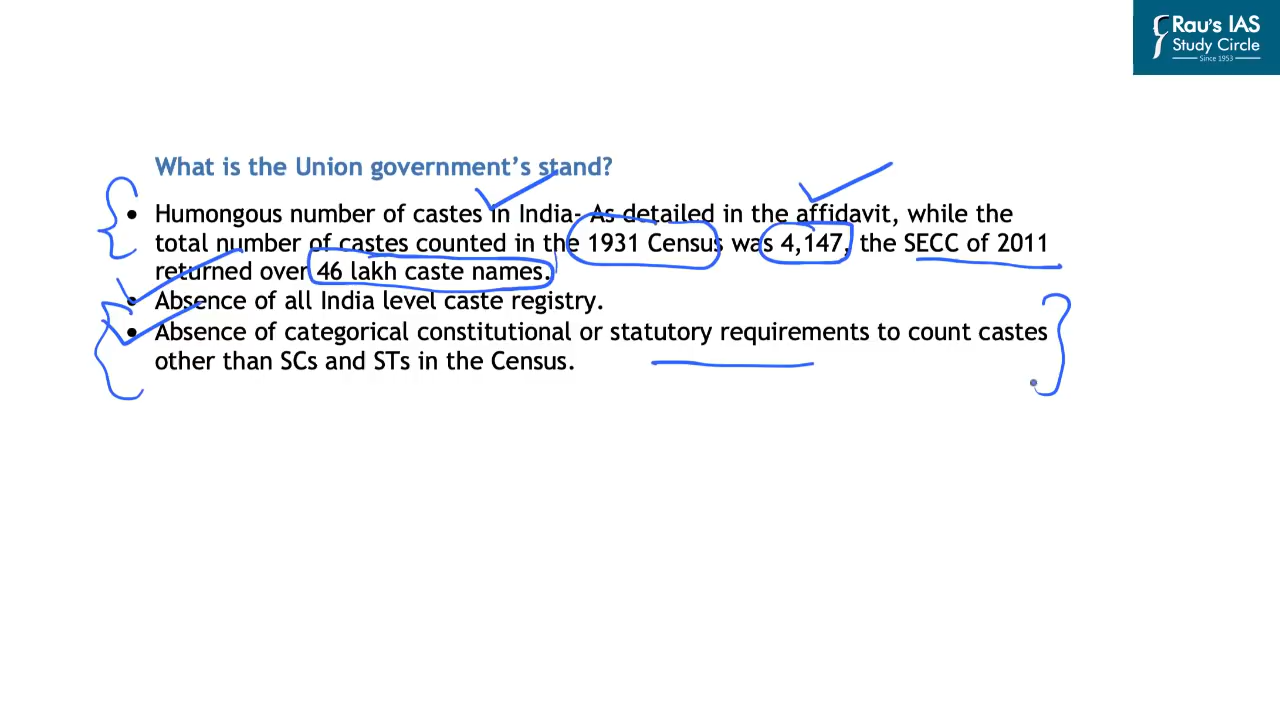 Rau's IAS
Study Circle
Since 1953
What is the Union government's stand?
• Humongous number of castes in India- As detailed in the affidavit, while the
total number of castes counted in the 1931 Census was 4,147, the SECC of 2011
returned over 46 lakh caste names.
• Absence of all India level caste registry.
• Absence of categorical constitutional or statutory requirements to count castes
other than SCs and STs in the Census.